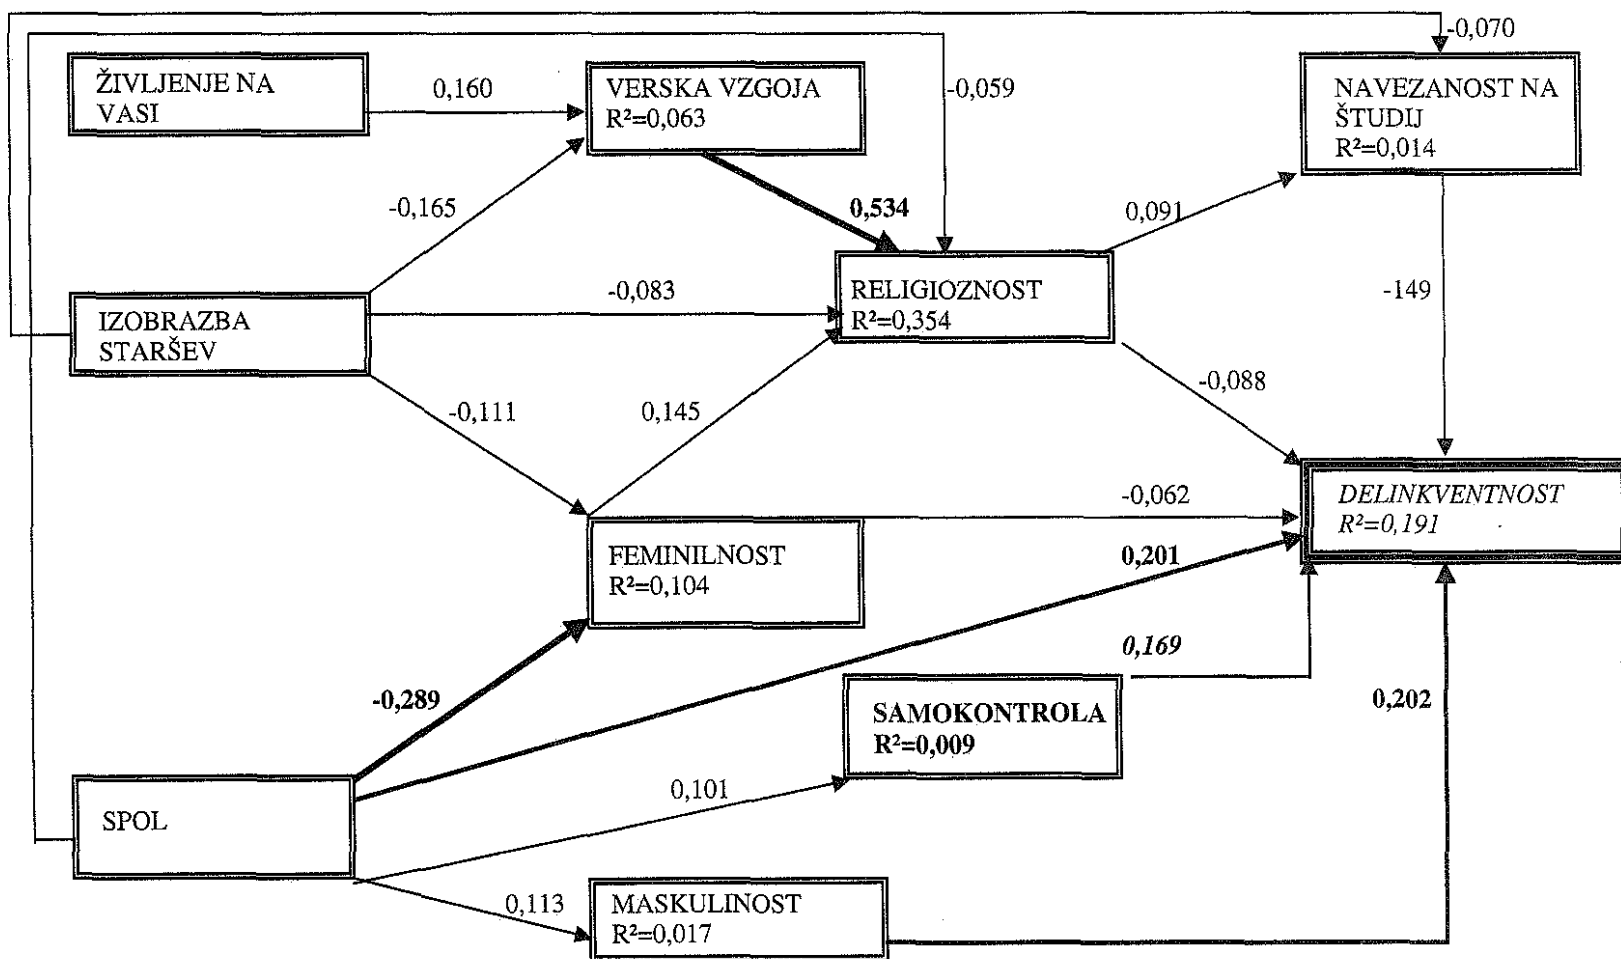 -0,070
ŽIVLJENJE NA
VASI
0,160
VERSKA VZGOJA
R²=0,063
-0,059
NAVEZANOST NA
ŠTUDIJ
R²=0,014
-0,165
0,534
0,091
IZOBRAZBA
STARŠEV
-0,083
RELIGIOZNOST
R²=0,354
-149
-0,111
0,145
-0,088
-0,062
DELINKVENTNOST
R²=0,191
FEMINILNOST
R²=0,104
0,201
-0,289
0,169
SAMOKONTROLA
R²=0,009
0,202
SPOL
0,101
0,113
MASKULINOST
R²=0,017